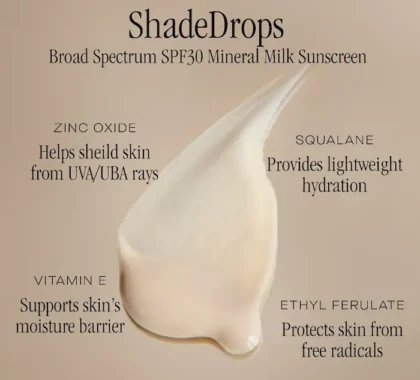 ShadeDrops
Broad Spectrum SPF30 Mineral Milk Sunscreen
ZINC OXIDE
Helps sheild skin
from UVA/UBA rays
SQUALANE
Provides lightweight
hydration
VITAMIN E
Supports skin's
moisture barrier
ETHYL FERULATE
Protects skin from
free radicals